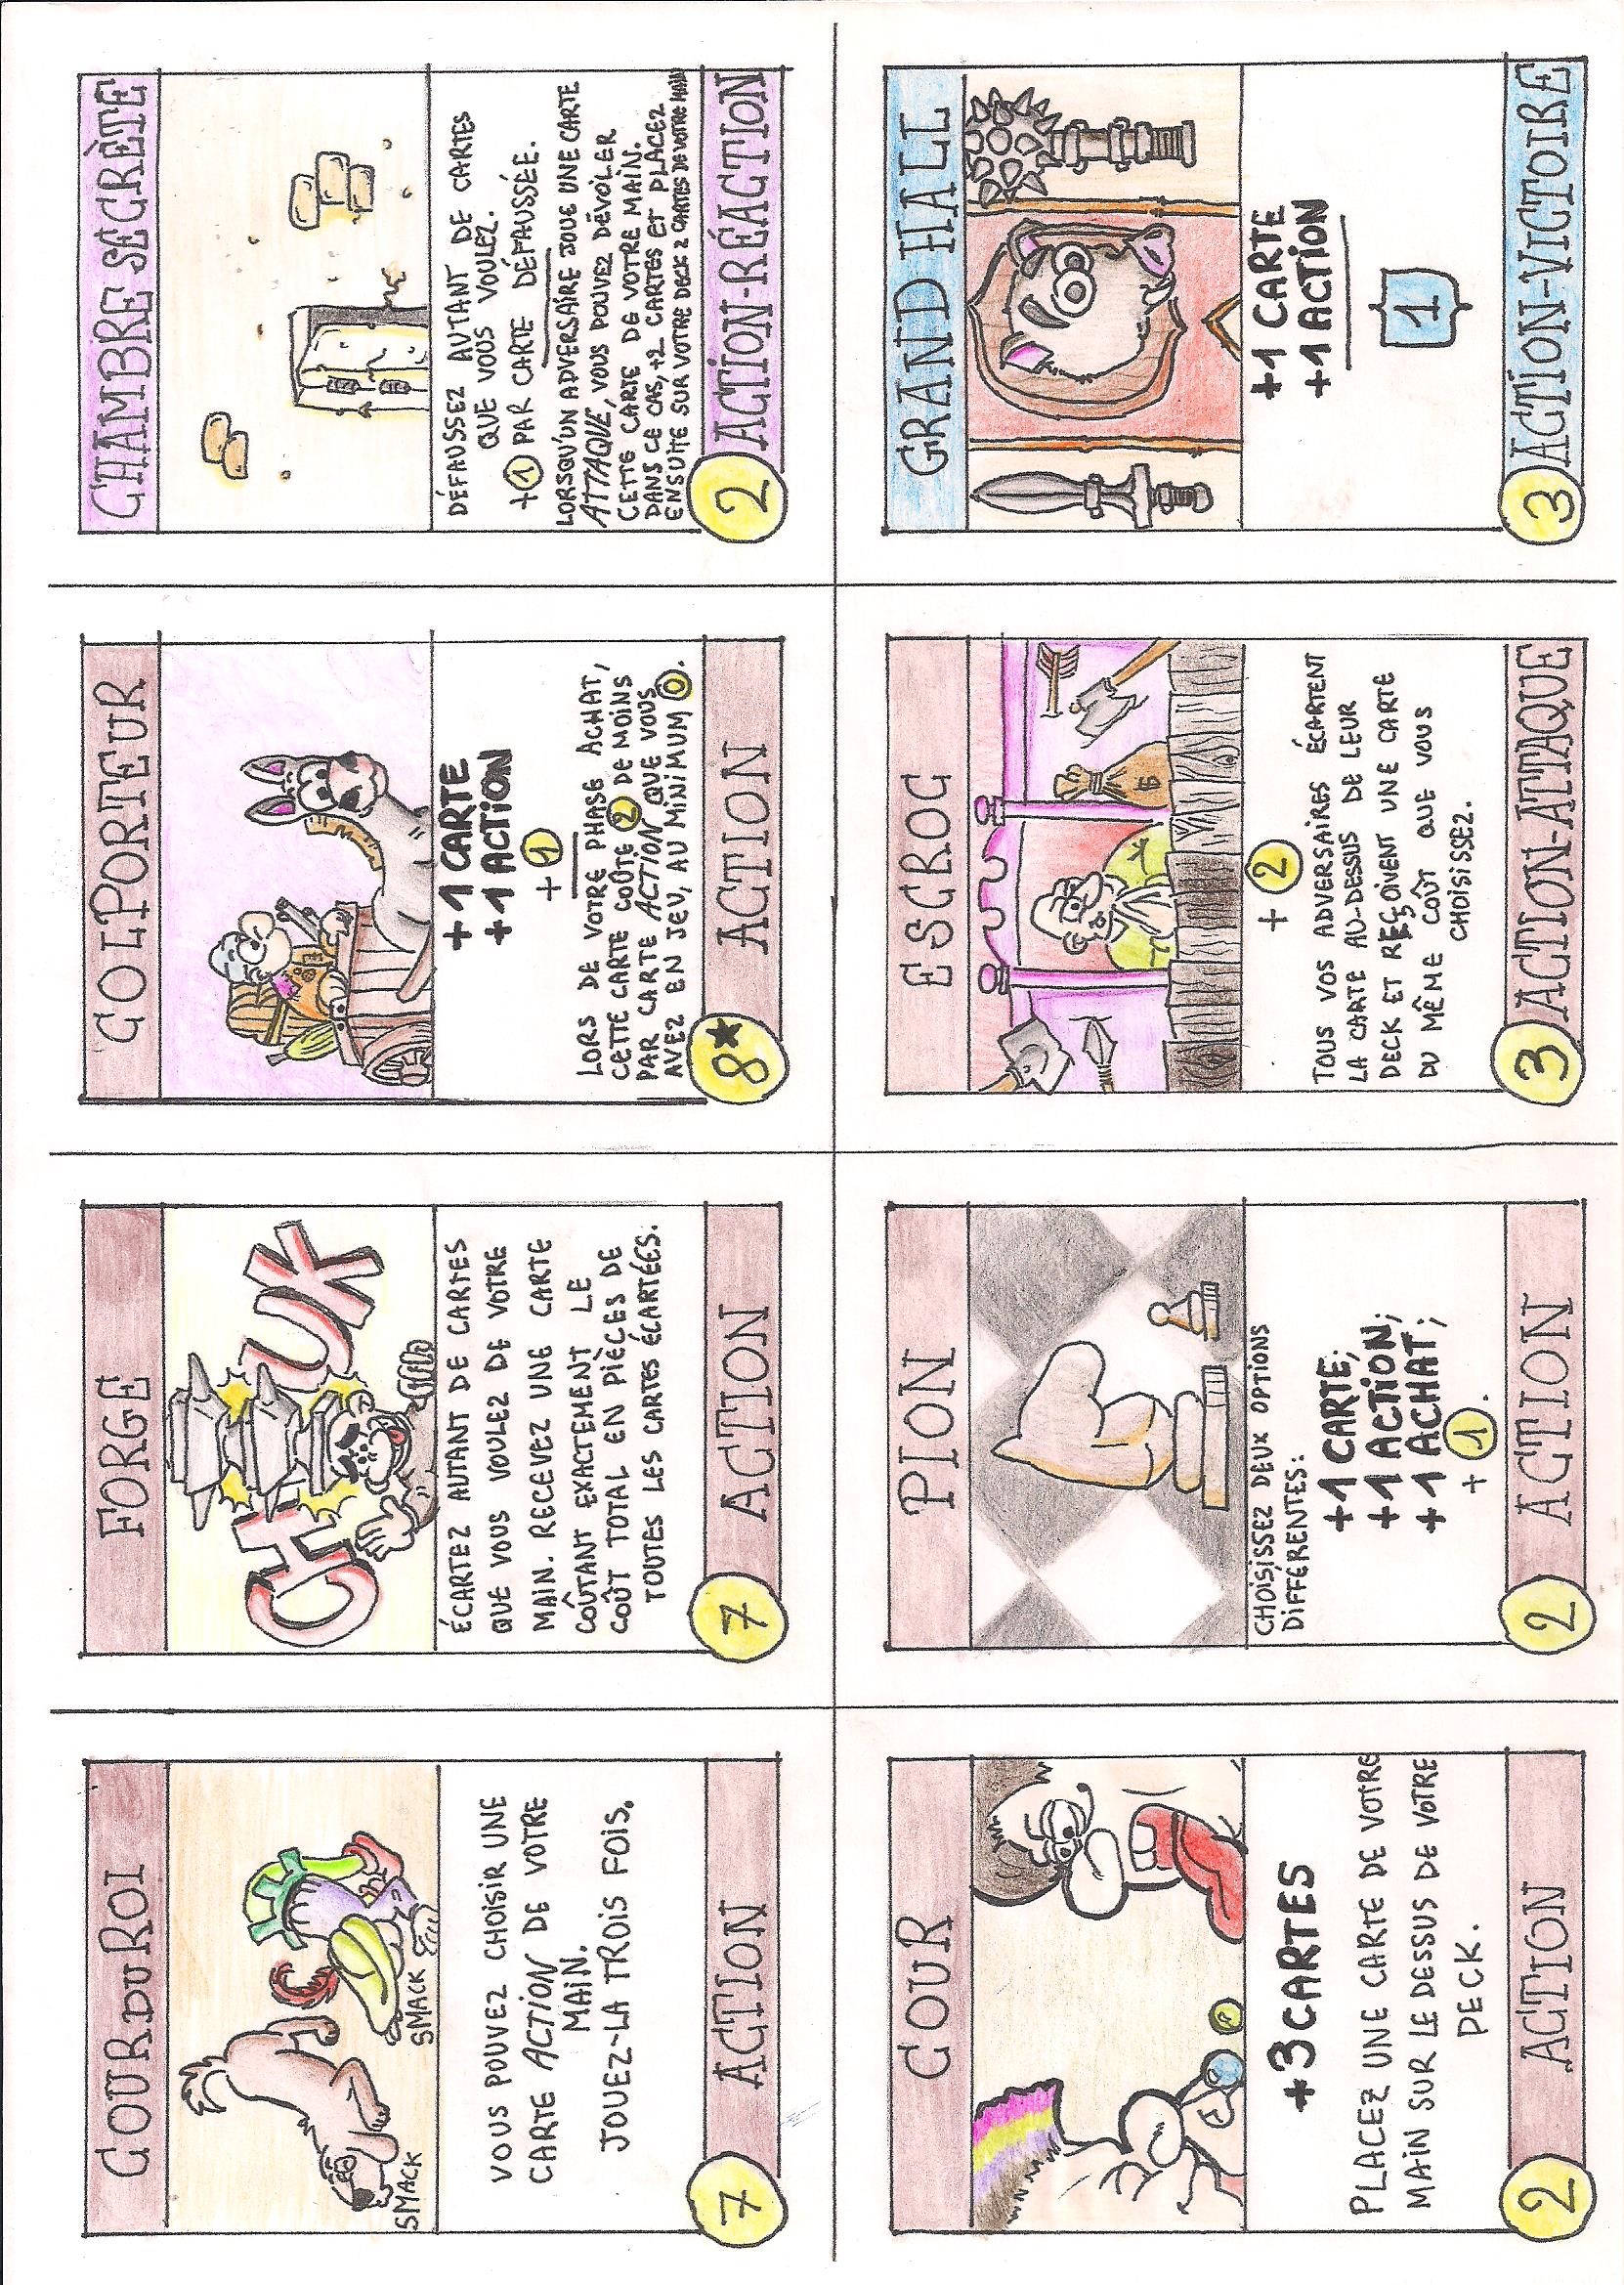 COUR DU ROI
SMACK
SMACK
VOUS POUVEZ CHOISIR UNE
CARTE ACTION DE VOTRE
MAIN.
JOUEZ-LA TROIS FOIS.
7
ACTION
FORGE
CHOUK
ÉCARTEZ AUTANT DE CARTES
QUE VOUS VOULEZ DE VOTRE
MAIN. RECEVEZ UNE CARTE
COÛTANT EXACTEMENT LE
COÛT TOTAL EN PIÈCES DE
TOUTES LES CARTES ÉCARTÉES.
7
ACTION
COLPORTEUR
+1 CARTE
+1 ACTION
+1
LORS DE VOTRE PHASE ACHAT,
CETTE CARTE COÛTE 2 DE MOINS
PAR CARTE ACTION QUE VOUS
AVEZ EN JEU, AU MINIMUM 0.
8★
ACTION
CHAMBRE SECRÈTE
DÉFAUSSEZ AUTANT DE CARTES
QUE VOUS VOULEZ.
+1 PAR CARTE DÉFAUSSÉE.
LORSQU'UN ADVERSAIRE JOUE UNE CARTE
ATTAQUE, VOUS POUVEZ DÉVOILER
CETTE CARTE DE VOTRE MAIN.
DANS CE CAS, +2 CARTES ET PLACEZ
ENSUITE SUR VOTRE DECK 2 CARTES DE VOTRE MAIN
2
ACTION-RÉACTION
COUR
+3 CARTES
PLACEZ UNE CARTE DE VOTRE
MAIN SUR LE DESSUS DE VOTRE
DECK.
2
ACTION
PION
CHOISISSEZ DEUX OPTIONS
DIFFÉRENTES:
+1 CARTE;
+1 ACTION;
+1 ACHAT;
+1.
2
ACTION
ESCROC
$
+2
TOUS VOS ADVERSAIRES ÉCARTENT
LA CARTE AU-DESSUS DE LEUR
DECK ET REÇOIVENT UNE CARTE
DU MÊME COÛT QUE VOUS
CHOISISSEZ.
3
ACTION-ATTAQUE
GRAND HALL
+1 CARTE
+1 ACTION
1
3
ACTION-VICTOIRE